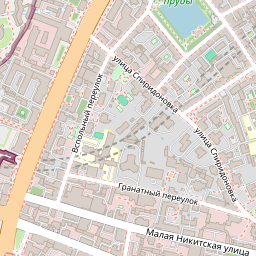 пруды
улица Спиридоновка
Вспольный переулок
улица Спиридоновка
Гранатный переулок
Малая Никитская улица